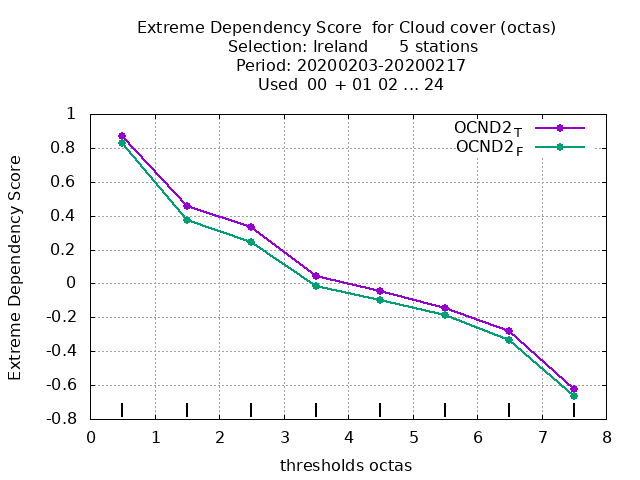 Extreme Dependency Score  for Cloud cover (octas)
Selection: Ireland      5 stations
Period: 20200203-20200217
Used  00  + 01 02 ... 24
OCND2T
OCND2F
Extreme Dependency Score
1
0.8
0.6
0.4
0.2
0
-0.2
-0.4
-0.6
-0.8
0 1 2 3 4 5 6 7 8
thresholds octas